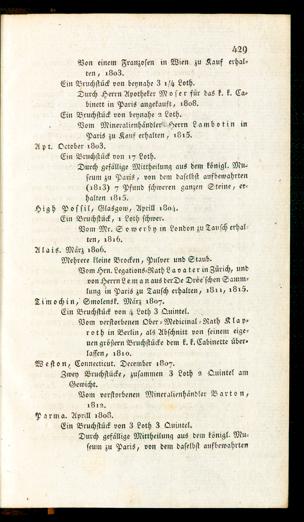 429
Von einem Franzosen in Wien zu Kauf erhal-
ten, 1803.
Ein Bruchstück von beynahe 3 1/4 Loth.
Durch Herrn Apotheker Moser für das k. k. Ca-
binett in Paris angekauft, 1808.
Ein Bruchstück von beynahe 2 Loth.
Vom Mineralienhändler Herrn Lambotin in
Paris zu Kauf erhalten, 1815.
Apt. October 1803.
Ein Bruchstück von 17 Loth.
Durch gefällige Mittheilung aus dem königl. Mu-
seum zu Paris, von dem daselbst aufbewahrten
(1813) 7 Pfund schweren ganzen Steine, er-
halten 1815.
High Possil, Glasgow, Aprill 1804.
Ein Bruchstück, 1 Loth schwer.
Von Mr. Sowerby in London zu Tausch erhal-
ten, 1816.
Alais. März 1806.
Mehrere kleine Brocken, Pulver und Staub.
Vom Hrn. Legations-Rath Lavater in Zürich, und
von Herrn Leman aus der De Drée'schen Samm-
lung in Paris zu Tausch erhalten, 1811, 1815.
Timochin, Smolensk. März 1807.
Ein Bruchstück von 4 Loth 3 Quintel.
Vom verstorbenen Ober-Medicinal-Rath Klap-
roth in Berlin, als Abschnitt von seinem eige-
nen größern Bruchstücke dem k. k. Cabinette über-
lassen, 1810.
Weston, Connecticut. December 1807.
Zwey Bruchstücke, zusammen 3 Loth 2 Quintel am
Gewicht.
Vom verstorbenen Mineralienhändler Barton,
1812.
Parma. Aprill 1808.
Ein Bruchstück von 3 Loth 3 Quintel.
Durch gefällige Mittheilung aus dem königl. Mu-
seum zu Paris, von dem daselbst aufbewahrten